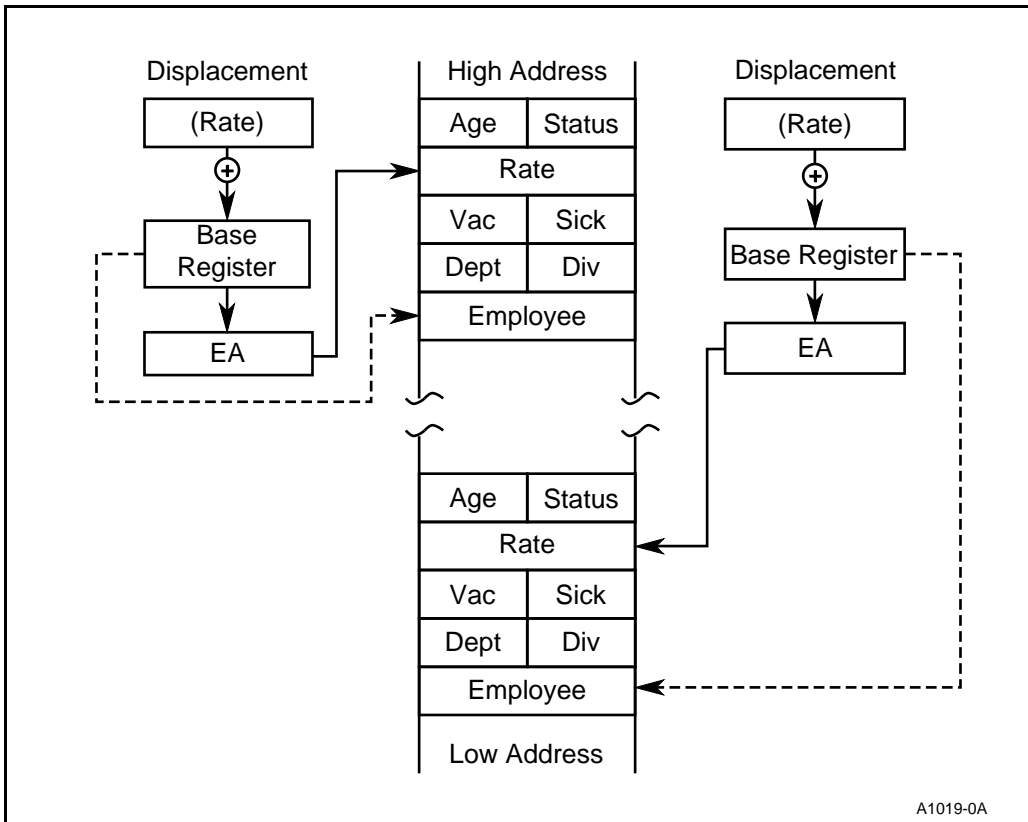 Displacement
High Address
Displacement
(Rate)
Age
Status
(Rate)
+
Rate
+
Base
Register
Vac
Sick
Base Register
Dept
Div
EA
Employee
EA
Age
Status
Rate
Vac
Sick
Dept
Div
Employee
Low Address
A1019-0A